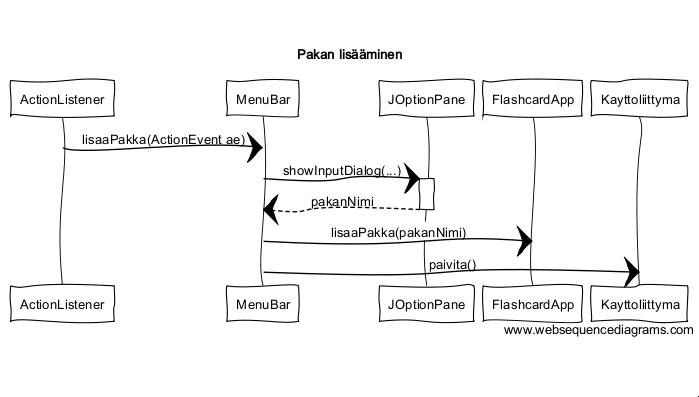 Pakan lisääminen
ActionListener MenuBar JOptionPane FlashcardApp Kayttoliittyma
lisaaPakka(ActionEvent ae)
showInputDialog(...)
pakanNimi
lisaaPakka(pakanNimi)
paivita()
ActionListener MenuBar JOptionPane FlashcardApp Kayttoliittyma
www.websequencediagrams.com